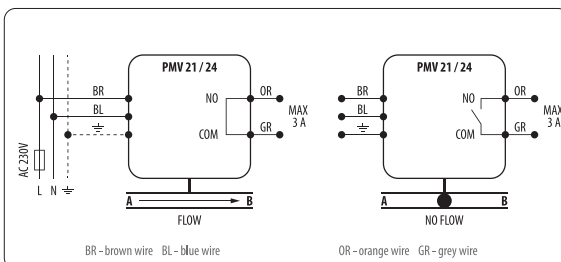 PMV 21 / 24
BR
BL
NO
COM
OR
GR
MAX
3 A
AC 230V
L N
A B
FLOW
PMV 21 / 24
BR
BL
NO
COM
OR
GR
MAX
3 A
A B
NO FLOW
BR – brown wire BL – blue wire OR – orange wire GR – grey wire